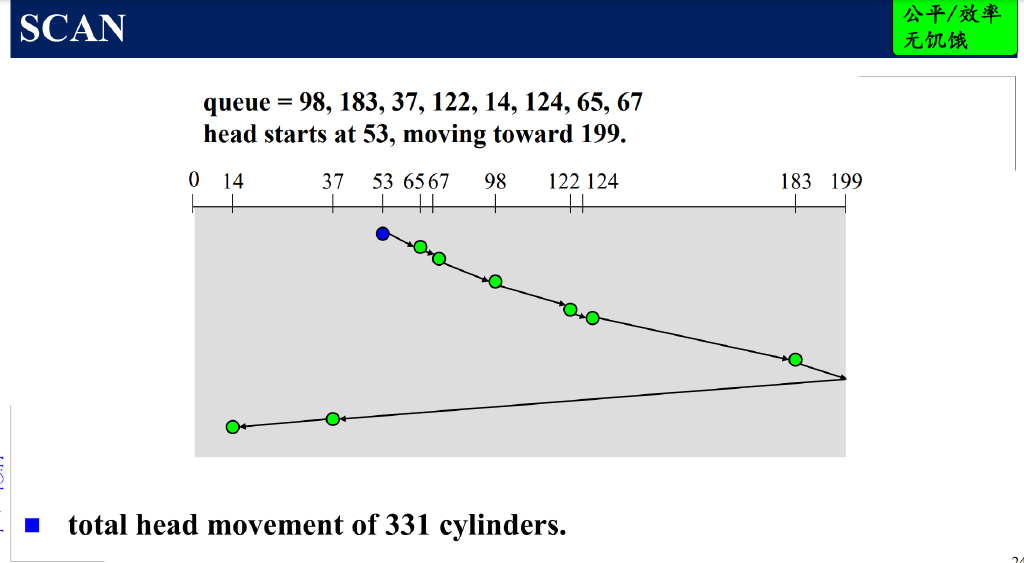 SCAN
公平/效率
无饥饿
queue = 98, 183, 37, 122, 14, 124, 65, 67
head starts at 53, moving toward 199.
0 14 37 53 65 67 98 122 124 183 199
total head movement of 331 cylinders.